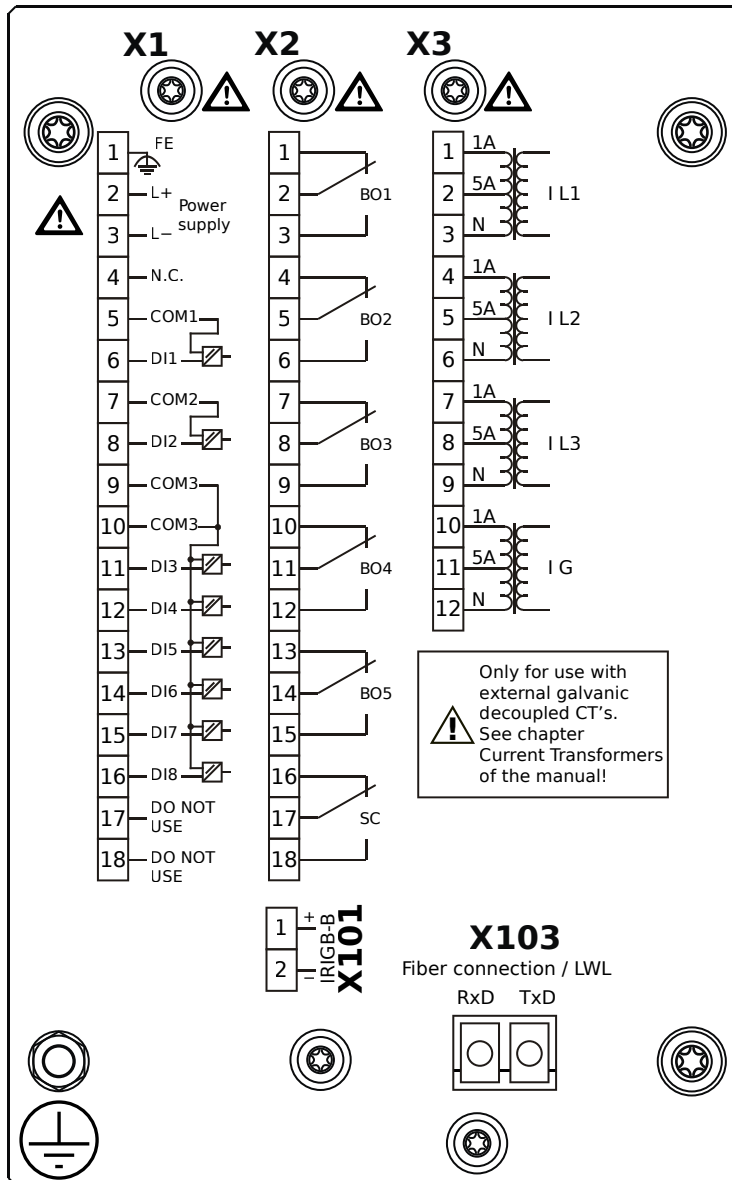 X1 X2 X3
1 FE
2 L+
Power
supply
3 L−
4 N.C.
5 COM1
6 DI1
7 COM2
8 DI2
9 COM3
10 COM3
11 DI3
12 DI4
13 DI5
14 DI6
15 DI7
16 DI8
17 DO NOT
USE
18 DO NOT
USE
1
2 BO1
3
4
5 BO2
6
7
8 BO3
9
10
11 BO4
12
13
14 BO5
15
16
17 SC
18
1 1A
2 5A I L1
3 N
4 1A
5 5A I L2
6 N
7 1A
8 5A I L3
9 N
10 1A
11 5A I G
12 N
!
!
!
!
! Only for use with
external galvanic
decoupled CT's.
See chapter
Current Transformers
of the manual!
1 +
2 −
IRIGB-B
X101
X103
Fiber connection / LWL
RxD TxD